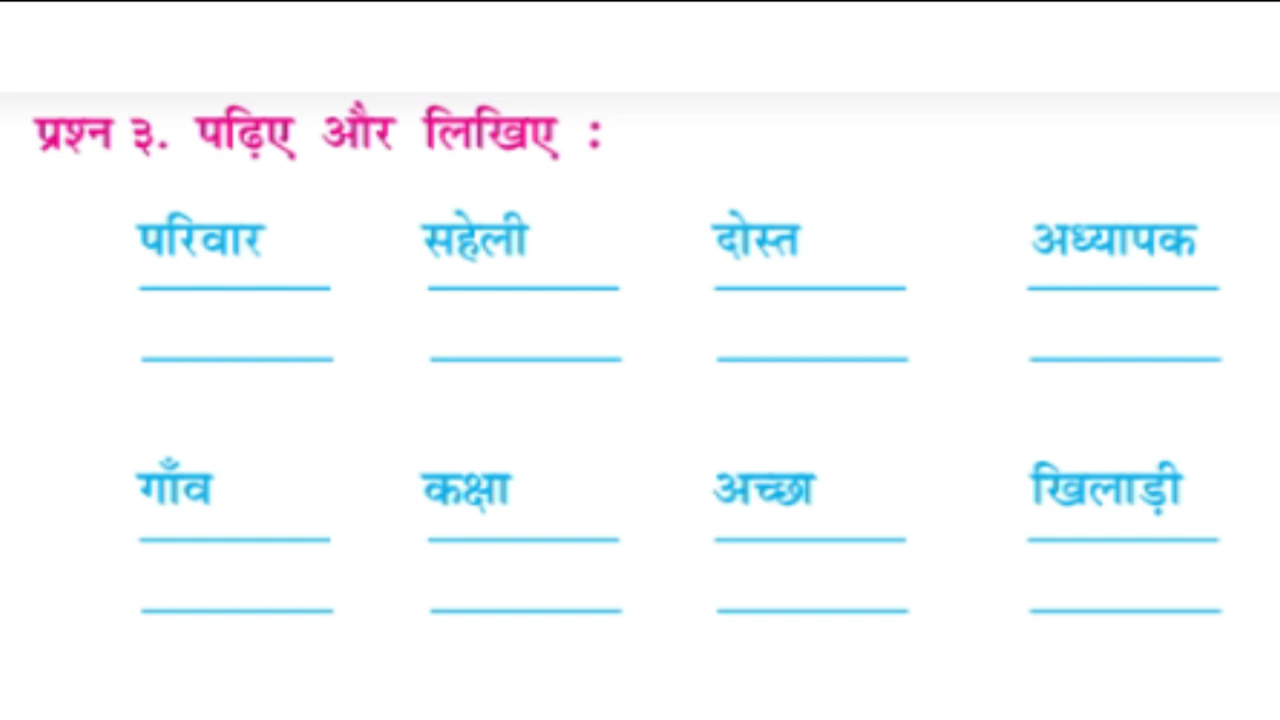 प्रश्न ३. पढ़िए और लिखिए :
परिवार सहेली दोस्त अध्यापक
गाँव कक्षा अच्छा खिलाड़ी